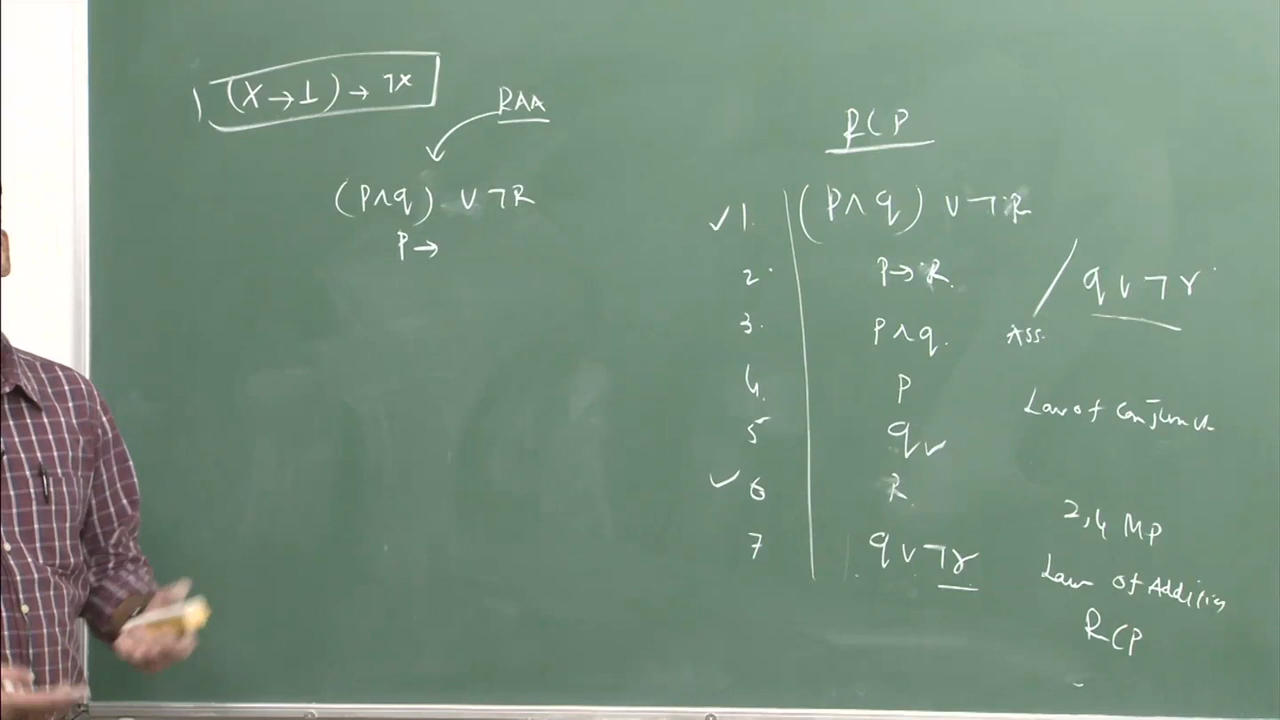 (X→⊥) → ¬X
RAA
(P∧q) ∨ ¬R
P→
RCP
1. (P∧q) ∨ ¬R
2. P→R. / q ∨ ¬r
3. P∧q. Ass.
4. P
5 q Law of Conjunc
6 R. 2,4 MP
7 q ∨ ¬r Law of Addition
RCP